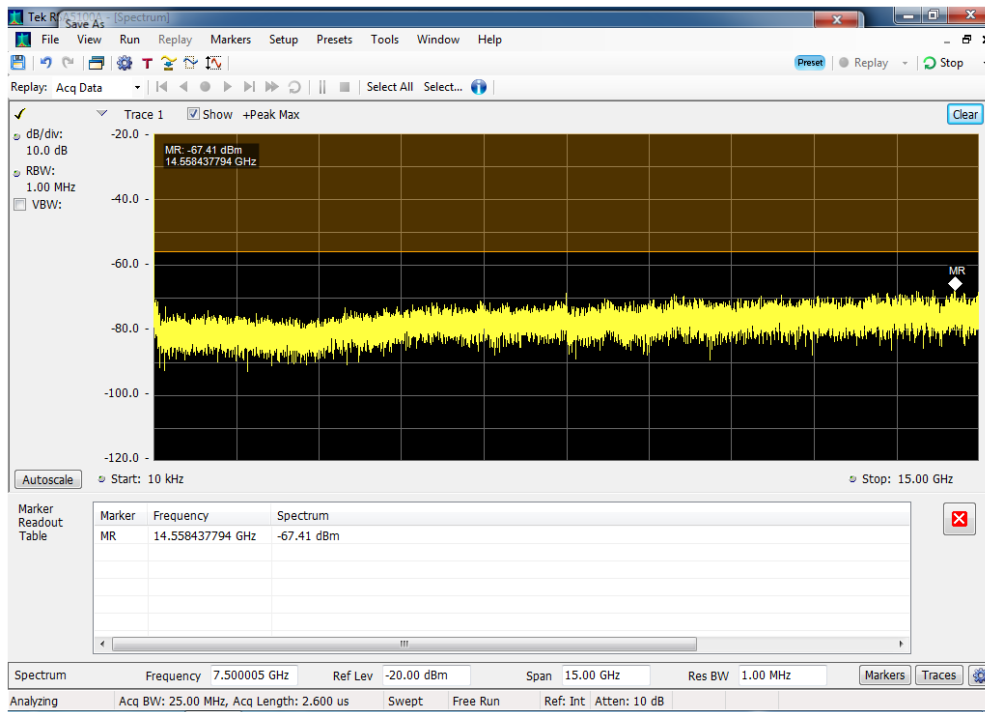 Tek RSA5100A - [Spectrum]
Save As
File View Run Replay Markers Setup Presets Tools Window Help
T Preset Replay Stop
Replay: Acq Data Select All Select...
Trace 1 Show +Peak Max Clear
dB/div:
10.0 dB
RBW:
1.00 MHz
VBW:
-20.0
-40.0
-60.0
-80.0
-100.0
-120.0
MR: -67.41 dBm
14.558437794 GHz
MR
Autoscale Start: 10 kHz Stop: 15.00 GHz
Marker
Readout
Table
Marker Frequency Spectrum
MR 14.558437794 GHz -67.41 dBm
Spectrum Frequency 7.500005 GHz Ref Lev -20.00 dBm Span 15.00 GHz Res BW 1.00 MHz Markers Traces
Analyzing Acq BW: 25.00 MHz, Acq Length: 2.600 us Swept Free Run Ref: Int Atten: 10 dB